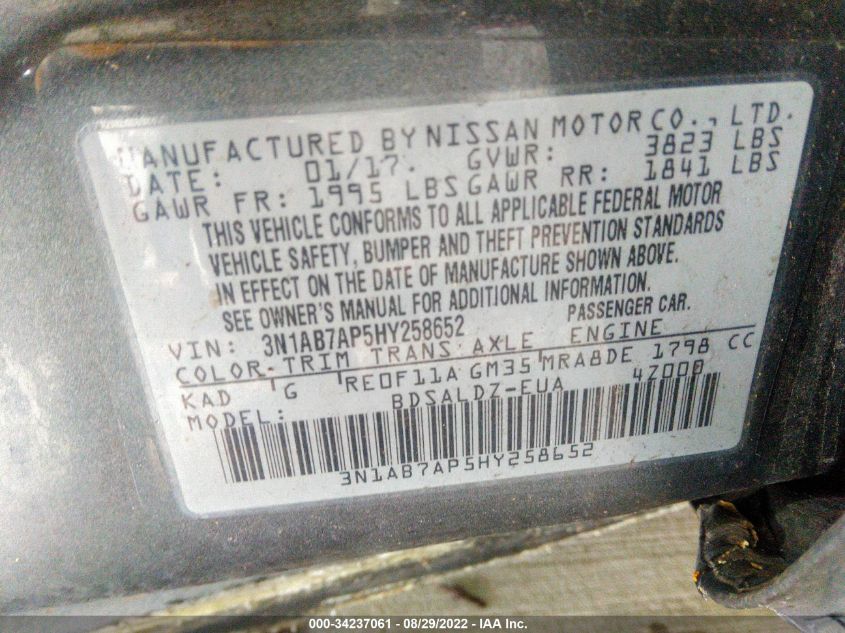 MANUFACTURED BY NISSAN MOTOR CO., LTD.
DATE: 01/17. GVWR: 3823 LBS
GAWR FR: 1995 LBS GAWR RR: 1841 LBS
THIS VEHICLE CONFORMS TO ALL APPLICABLE FEDERAL MOTOR
VEHICLE SAFETY, BUMPER AND THEFT PREVENTION STANDARDS
IN EFFECT ON THE DATE OF MANUFACTURE SHOWN ABOVE.
SEE OWNER'S MANUAL FOR ADDITIONAL INFORMATION.
VIN: 3N1AB7AP5HY258652 PASSENGER CAR.
COLOR-TRIM TRANS AXLE ENGINE
KAD G RE0F11A GM35 MRA8DE 1798 CC
MODEL: BDSALDZ-EUA 4Z000
3N1AB7AP5HY258652
000-34237061 - 08/29/2022 - IAA Inc.